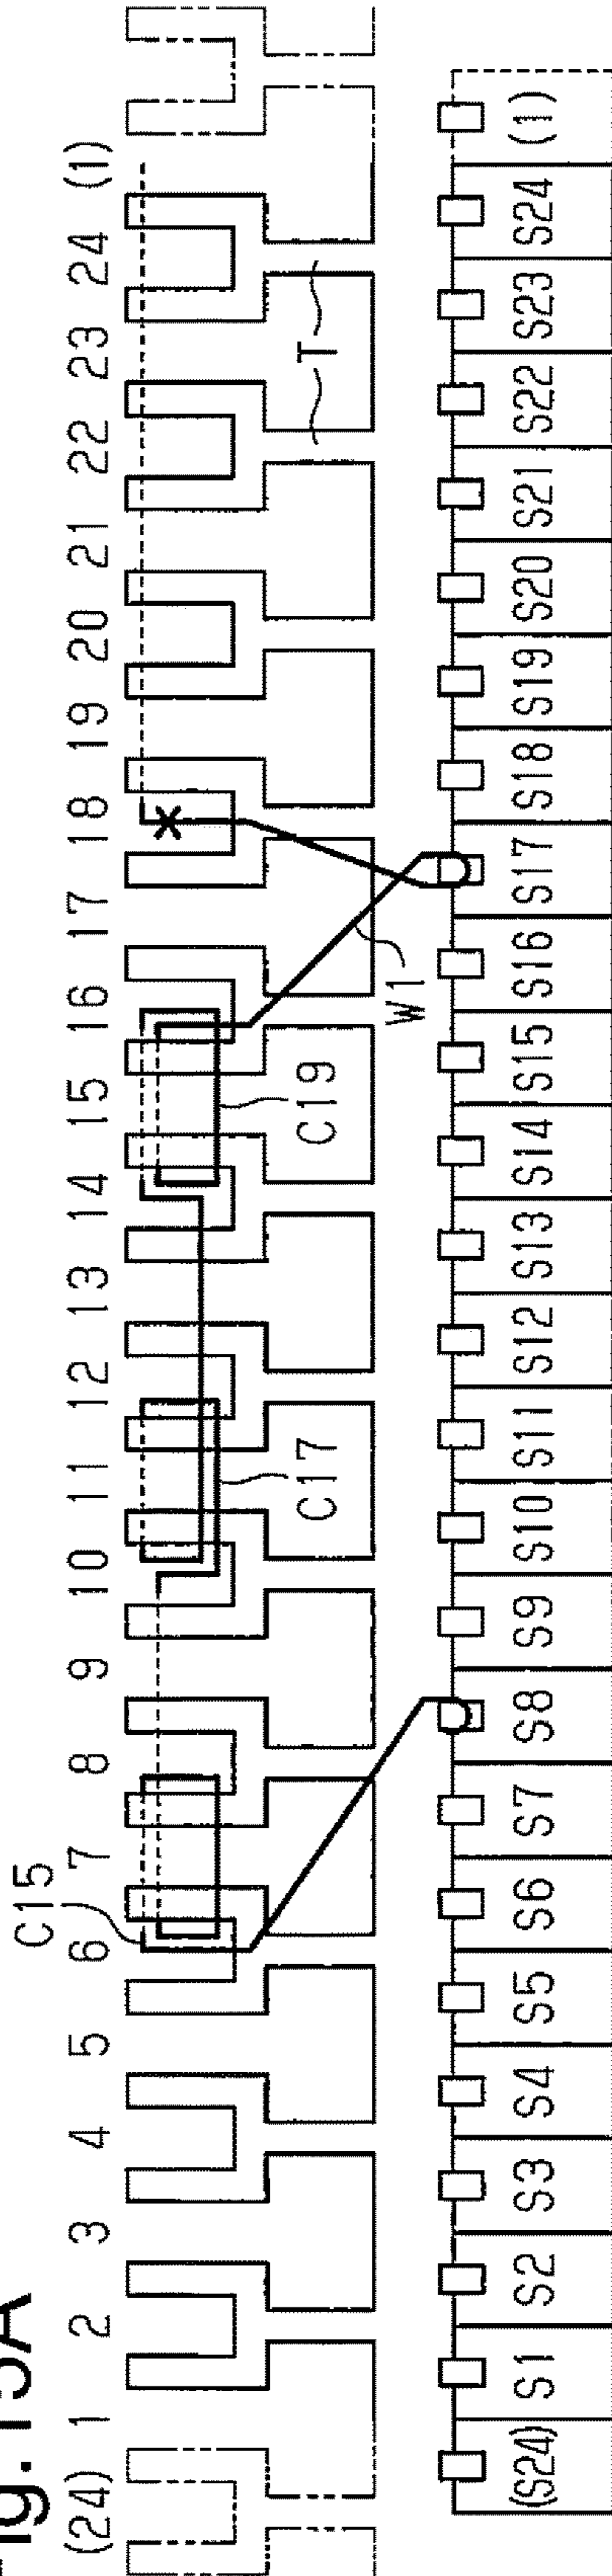 Fig.15A
C15
(24) 1 2 3 4 5 6 7 8 9 10 11 12 13 14 15 16 17 18 19 20 21 22 23 24 (1)
C17
C19
T
W1
(S24) S1 S2 S3 S4 S5 S6 S7 S8 S9 S10 S11 S12 S13 S14 S15 S16 S17 S18 S19 S20 S21 S22 S23 S24 (1)